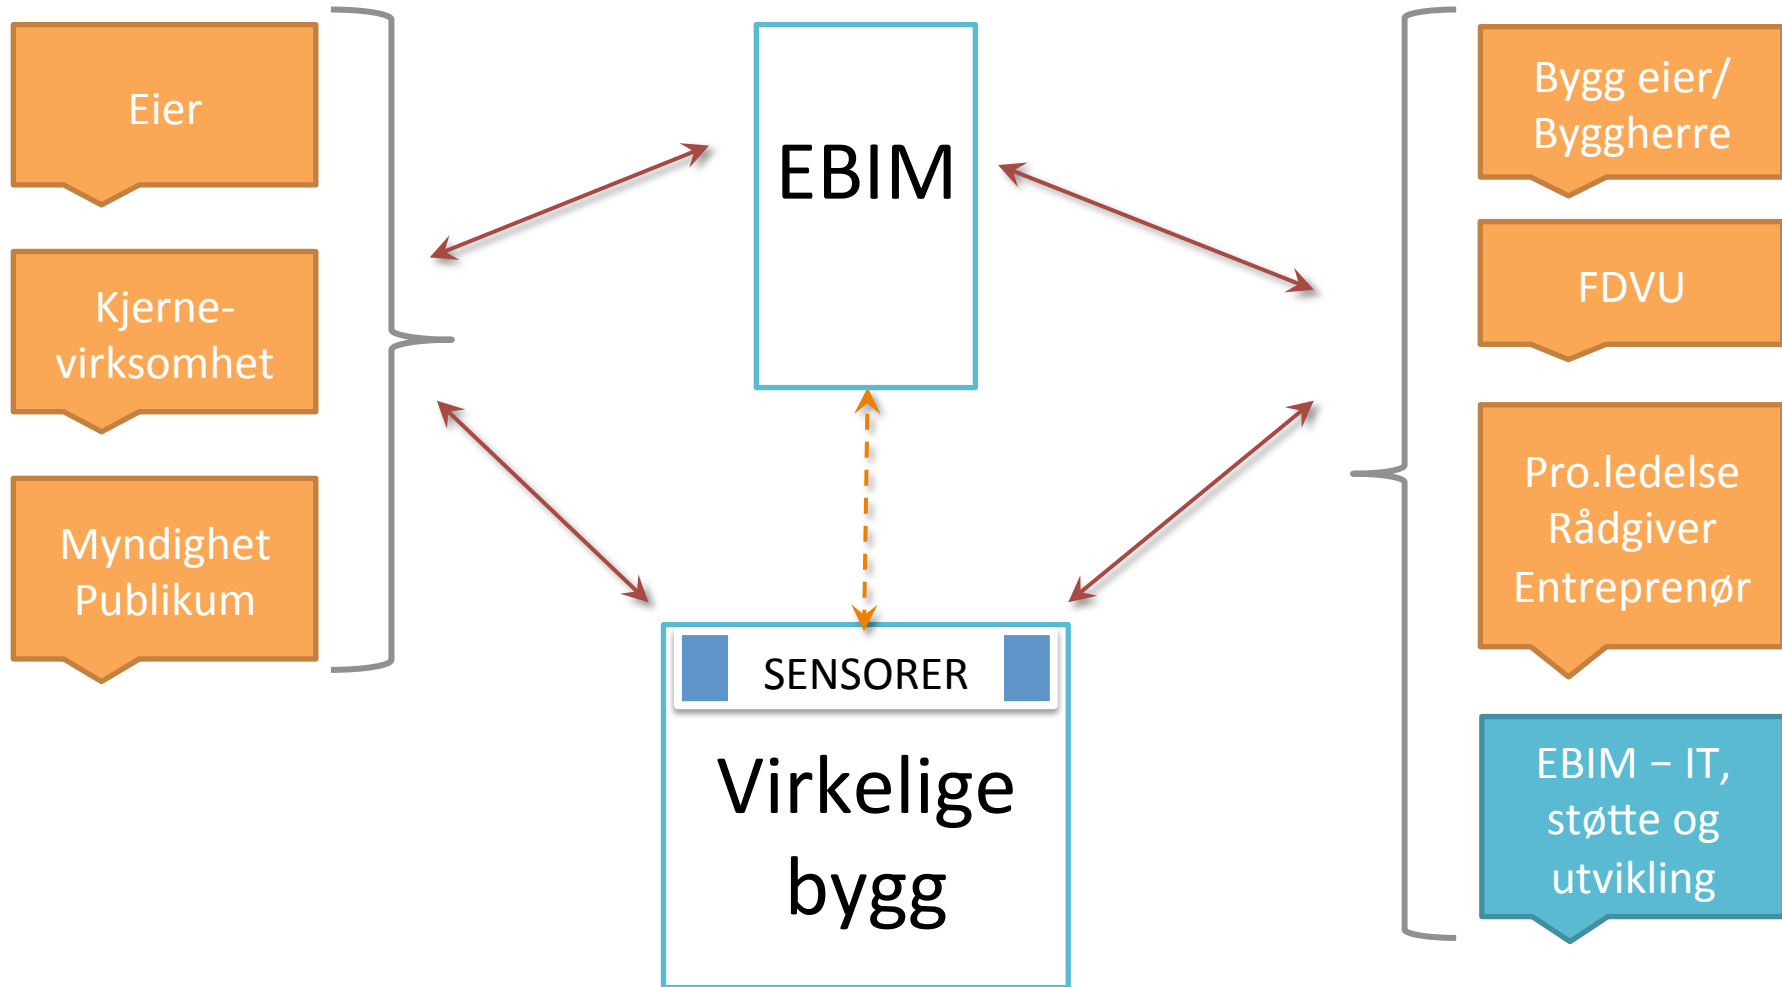 Eier
Kjerne-
virksomhet
Myndighet
Publikum
EBIM
SENSORER
Virkelige
bygg
Bygg eier/
Byggherre
FDVU
Pro.ledelse
Rådgiver
Entreprenør
EBIM – IT,
støtte og
utvikling